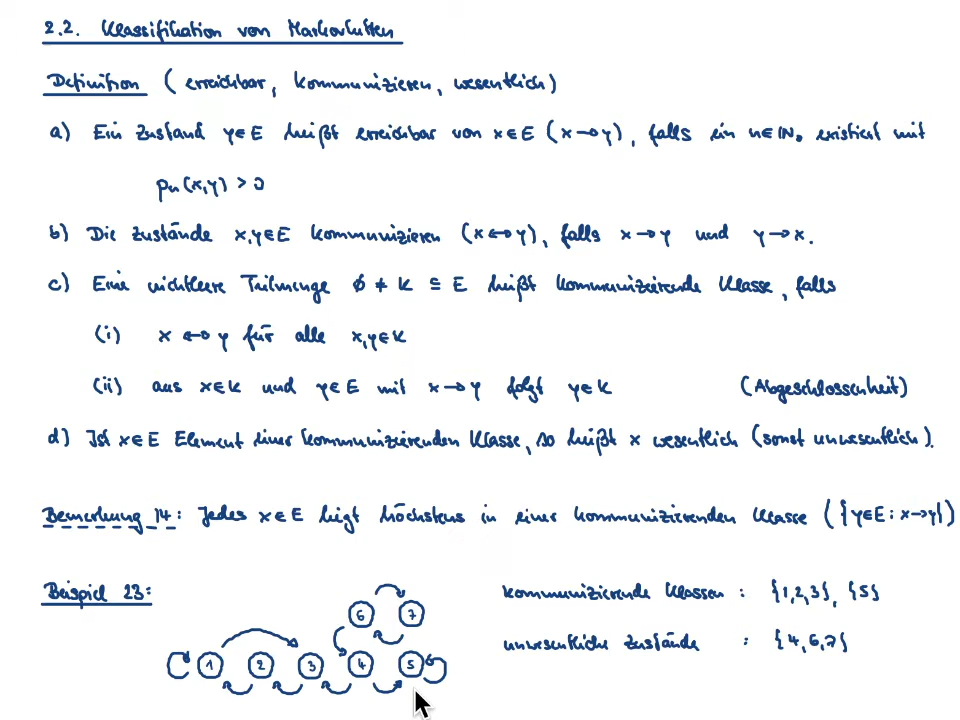 2.2. Klassifikation von Markovketten
Definition (erreichbar, kommunizieren, wesentlich)
a) Ein Zustand y∈E heißt erreichbar von x∈E (x→y), falls ein n∈ℕ₀ existiert mit
pₙ(x,y) > 0
b) Die Zustände x,y∈E kommunizieren (x↔y), falls x→y und y→x.
c) Eine nichtleere Teilmenge ∅ ≠ K ⊆ E heißt kommunizierende Klasse, falls
(i) x ↔ y für alle x,y∈K
(ii) aus x∈K und y∈E mit x→y folgt y∈K (Abgeschlossenheit)
d) Ist x∈E Element einer kommunizierenden Klasse, so heißt x wesentlich (sonst unwesentlich).
Bemerkung 14: Jedes x∈E liegt höchstens in einer kommunizierenden Klasse ({y∈E : x→y})
Beispiel 23: kommunizierende Klassen : {1,2,3}, {5}
6 7
unwesentliche Zustände : {4,6,7}
1 2 3 4 5